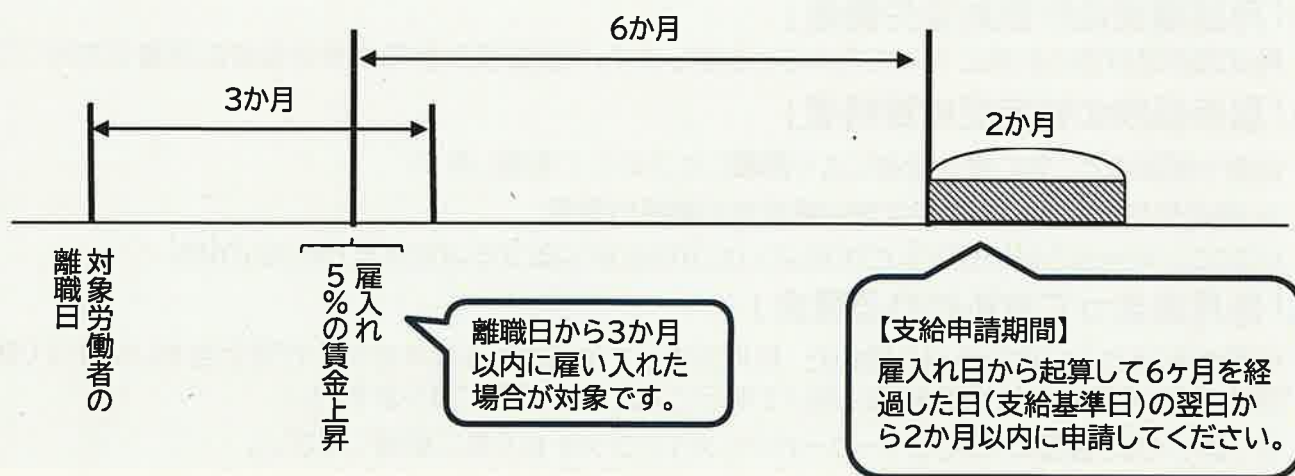 6か月
3か月
2か月
対象労働者の
離職日
雇入れ
5%の賃金上昇
離職日から3か月
以内に雇い入れた
場合が対象です。
【支給申請期間】
雇入れ日から起算して6ヶ月を経
過した日(支給基準日)の翌日か
ら2か月以内に申請してください。